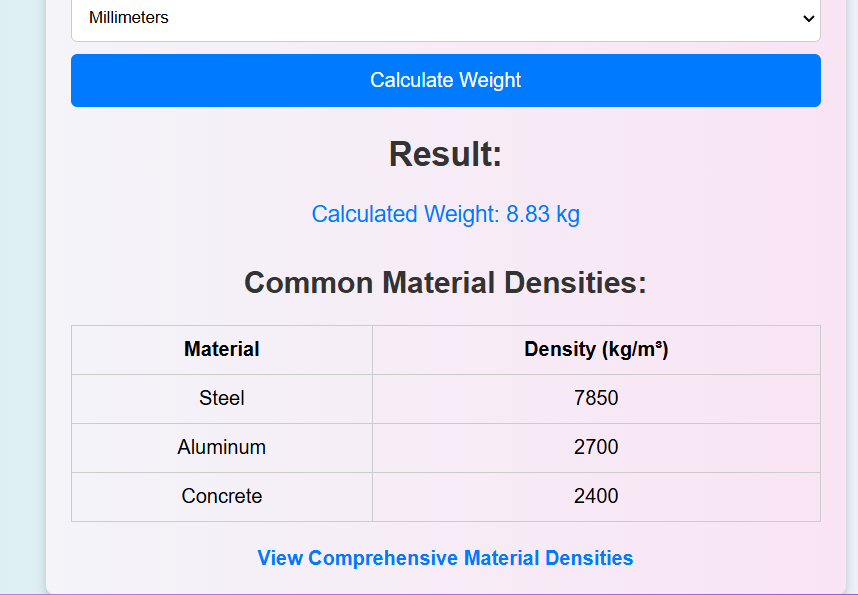 Millimeters
Calculate Weight
Result:
Calculated Weight: 8.83 kg
Common Material Densities:
Material Density (kg/m³)
Steel 7850
Aluminum 2700
Concrete 2400
View Comprehensive Material Densities